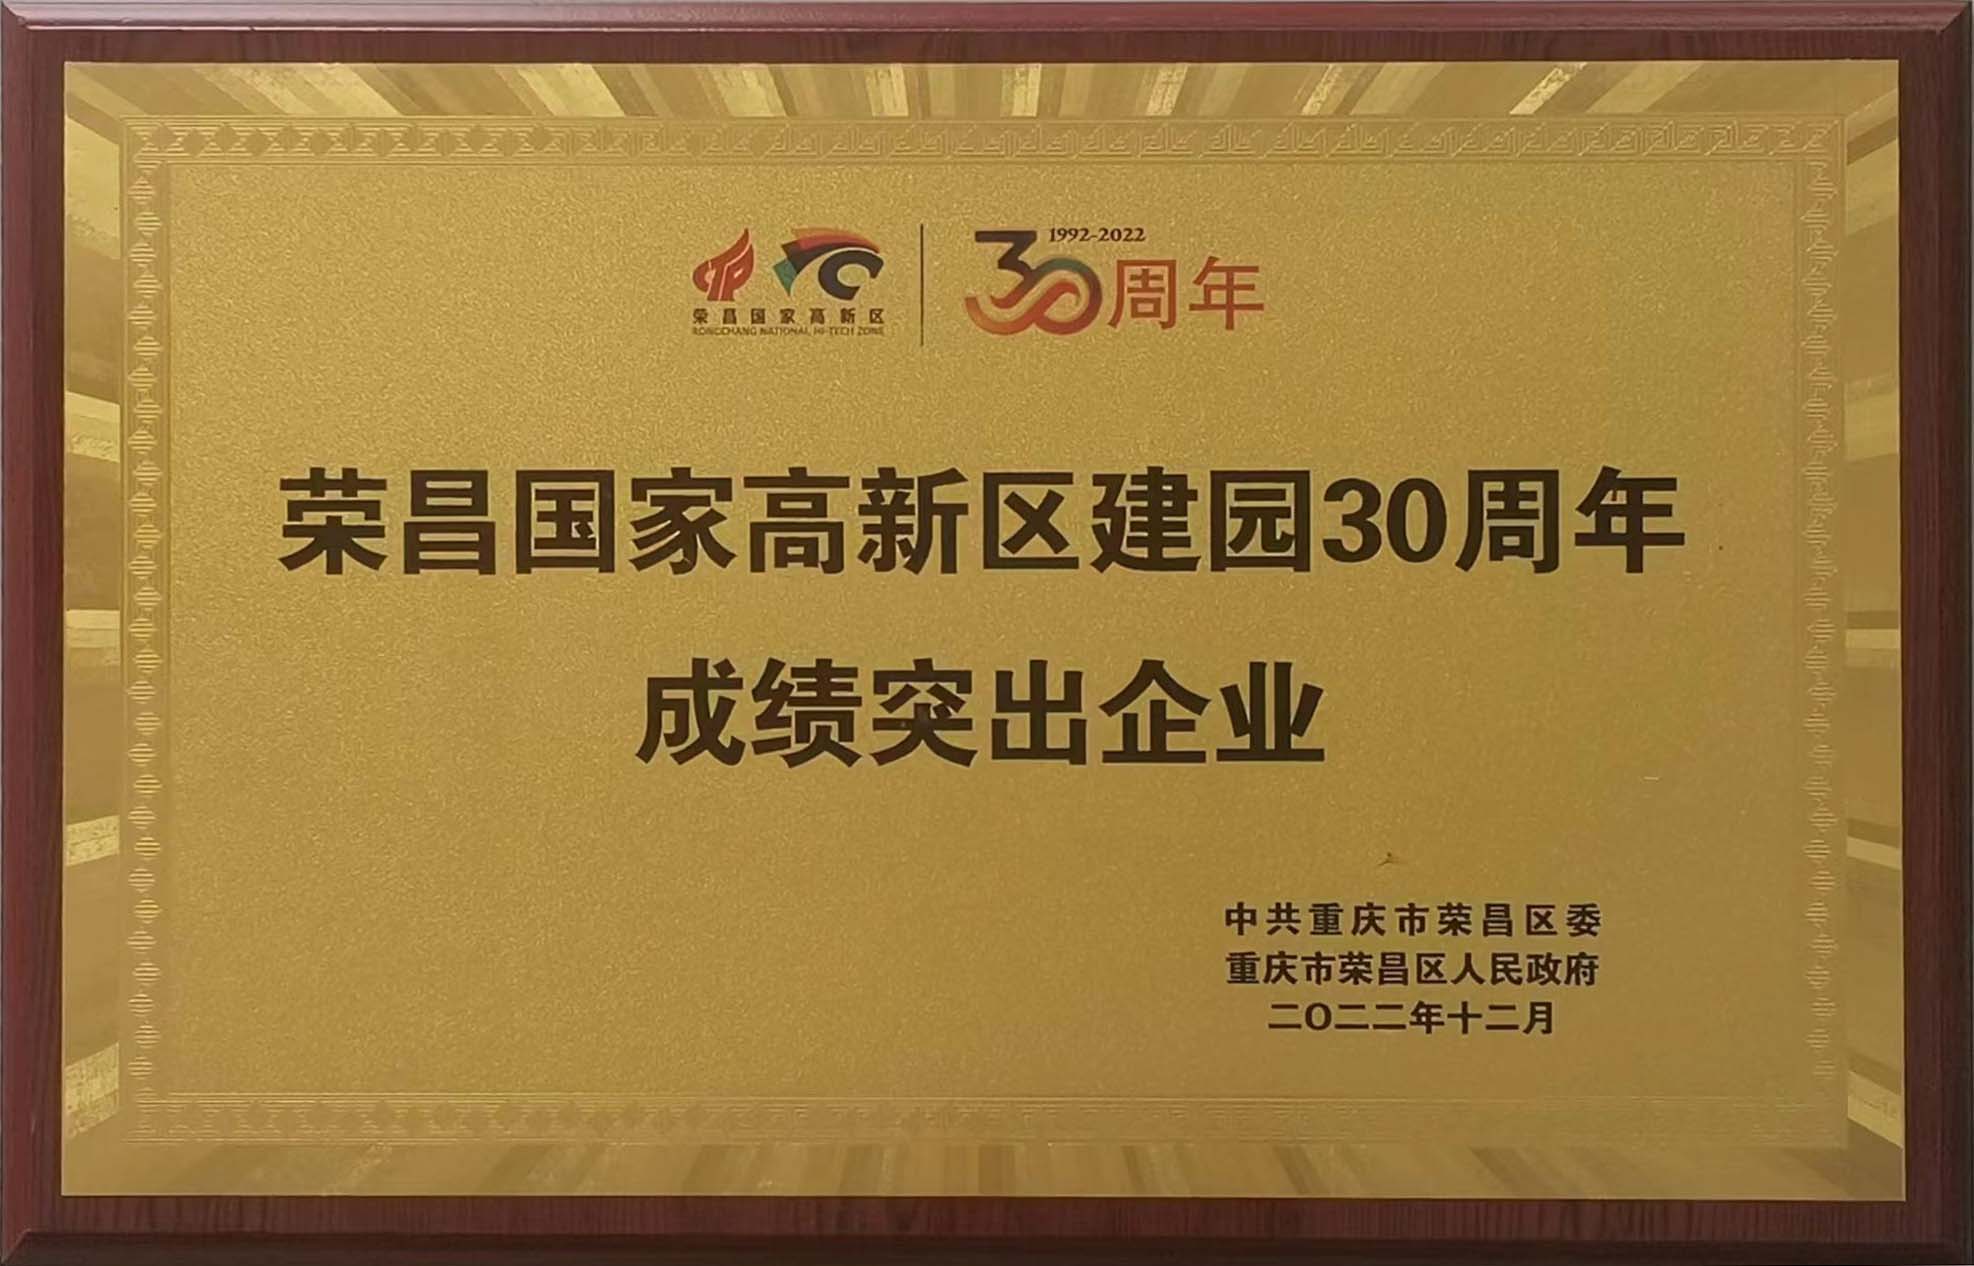 荣昌国家高新区
RONGCHANG NATIONAL HI-TECH ZONE
1992-2022
30周年
荣昌国家高新区建园30周年
成绩突出企业
中共重庆市荣昌区委
重庆市荣昌区人民政府
二〇二二年十二月